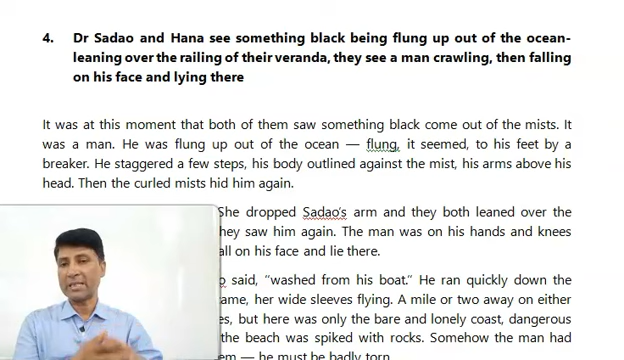 4. Dr Sadao and Hana see something black being flung up out of the ocean-
leaning over the railing of their veranda, they see a man crawling, then falling
on his face and lying there
It was at this moment that both of them saw something black come out of the mists. It
was a man. He was flung up out of the ocean — flung, it seemed, to his feet by a
breaker. He staggered a few steps, his body outlined against the mist, his arms above his
head. Then the curled mists hid him again.
She dropped Sadao's arm and they both leaned over the
hey saw him again. The man was on his hands and knees
all on his face and lie there.
o said, "washed from his boat." He ran quickly down the
ame, her wide sleeves flying. A mile or two away on either
es, but here was only the bare and lonely coast, dangerous
the beach was spiked with rocks. Somehow the man had
em — he must be badly torn.